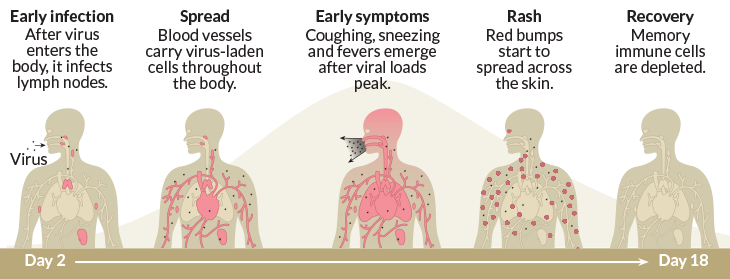 Early infection
After virus
enters the
body, it infects
lymph nodes.
Spread
Blood vessels
carry virus-laden
cells throughout
the body.
Early symptoms
Coughing, sneezing
and fevers emerge
after viral loads
peak.
Rash
Red bumps
start to
spread across
the skin.
Recovery
Memory
immune cells
are depleted.
Virus
Day 2
Day 18